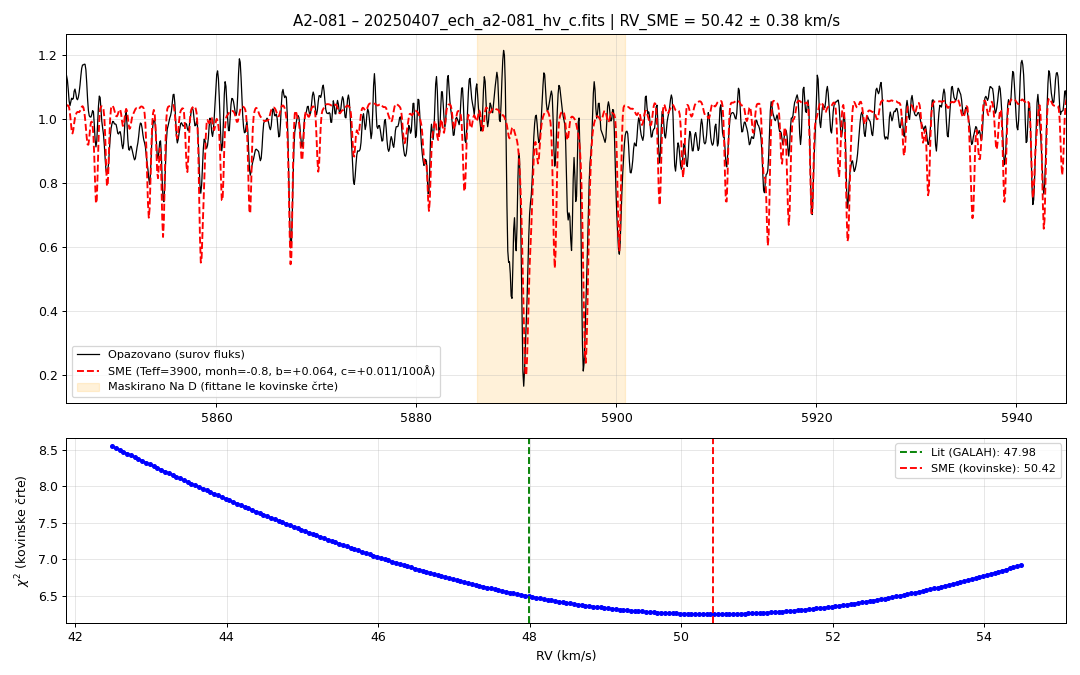 A2-081 – 20250407_ech_a2-081_hv_c.fits | RV_SME = 50.42 ± 0.38 km/s
1.2
1.0
0.8
0.6
0.4
0.2
Opazovano (surov fluks)
SME (Teff=3900, monh=-0.8, b=+0.064, c=+0.011/100Å)
Maskirano Na D (fittane le kovinske črte)
5860
5880
5900
5920
5940
8.5
8.0
7.5
7.0
6.5
χ² (kovinske črte)
Lit (GALAH): 47.98
SME (kovinske): 50.42
42
44
46
48
50
52
54
RV (km/s)